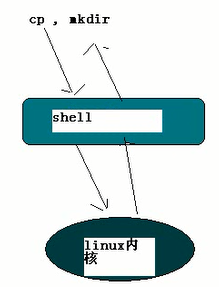 cp , mkdir
shell
linux内
核